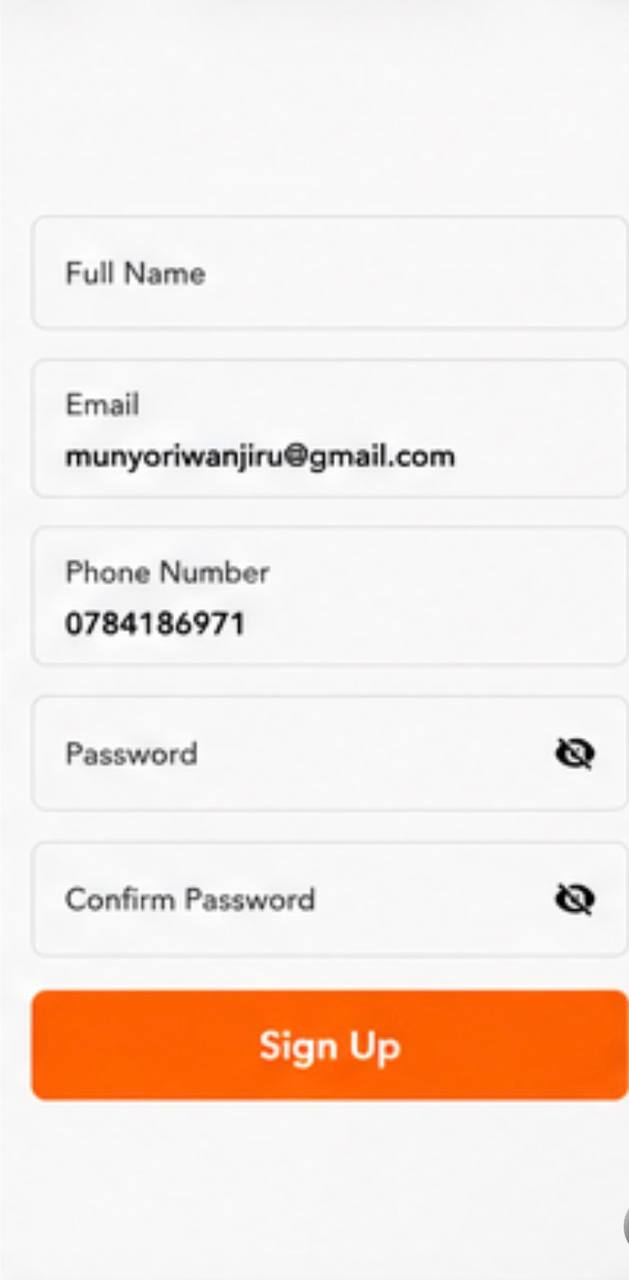 Full Name
Email
munyoriwanjiru@gmail.com
Phone Number
0784186971
Password
Confirm Password
Sign Up